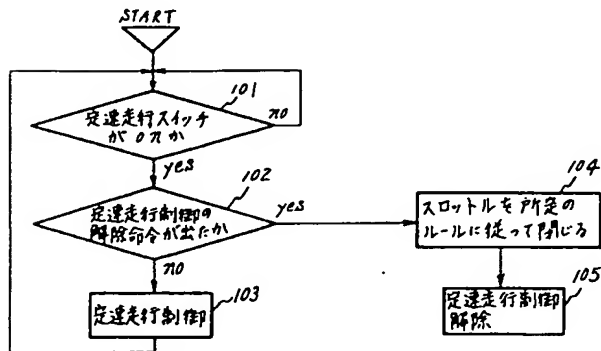 START
101
定速走行スイッチ
がonか
no
yes
102
定速走行制御の
解除命令が出たか
yes
no
103
定速走行制御
104
スロットルを所定の
ルールに従って閉じる
105
定速走行制御
解除